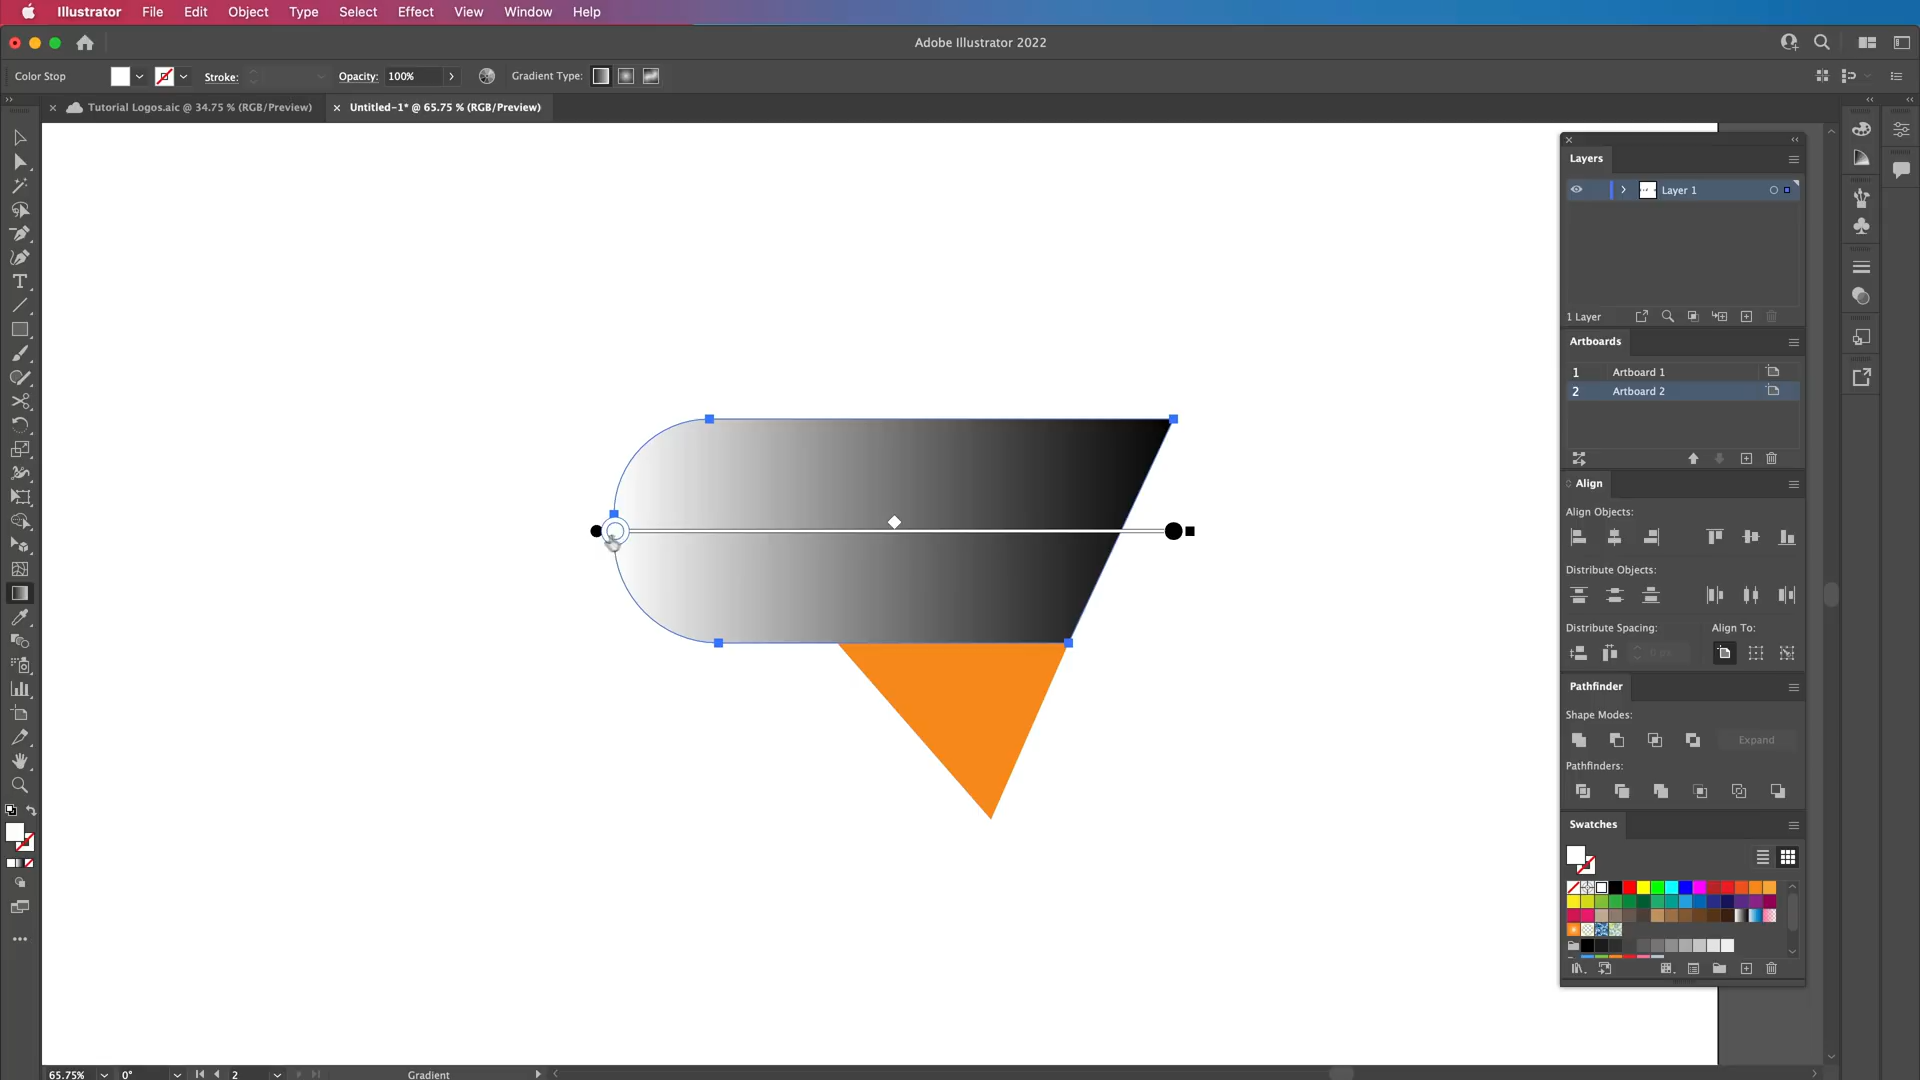 Illustrator File Edit Object Type Select Effect View Window Help
Adobe Illustrator 2022
Color Stop Stroke: Opacity: 100% Gradient Type:
Tutorial Logos.aic @ 34.75 % (RGB/Preview) Untitled-1* @ 65.75 % (RGB/Preview)
Layers
Layer 1
1 Layer
Artboards
1 Artboard 1
2 Artboard 2
Align
Align Objects:
Distribute Objects:
Distribute Spacing: Align To:
0 px
Pathfinder
Shape Modes:
Expand
Pathfinders:
Swatches
65.75% 0° 2 Gradient